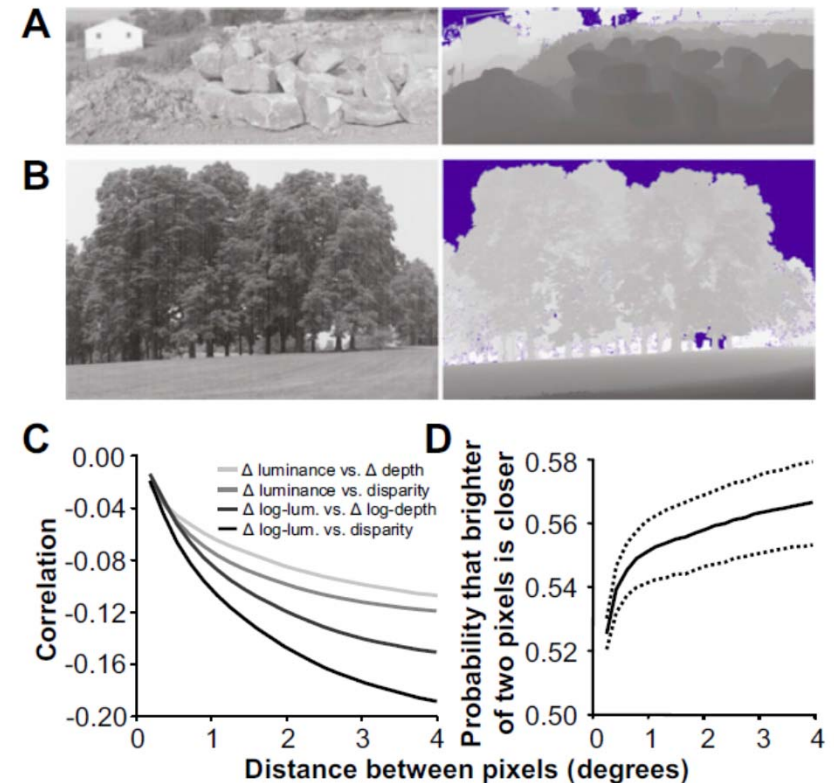 A
B
C
D
0.00
-0.04
-0.08
-0.12
-0.16
-0.20
Correlation
Δ luminance vs. Δ depth
Δ luminance vs. disparity
Δ log-lum. vs. Δ log-depth
Δ log-lum. vs. disparity
0 1 2 3 4
Probability that brighter
of two pixels is closer
0.58
0.56
0.54
0.52
0.50
0 1 2 3 4
Distance between pixels (degrees)